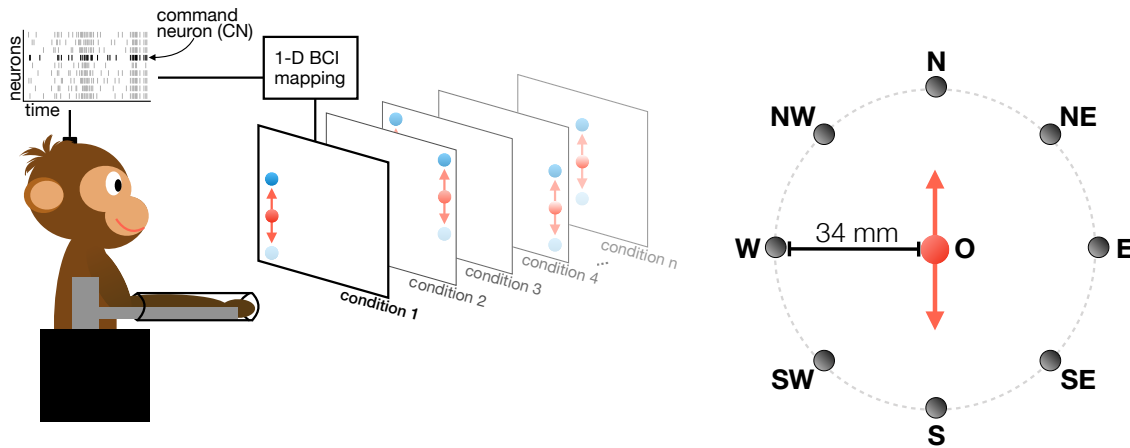 command
neuron (CN)
neurons
time
1-D BCI
mapping
condition 1
condition 2
condition 3
condition 4
...
condition n
N
NW
NE
34 mm
W
O
E
SW
SE
S